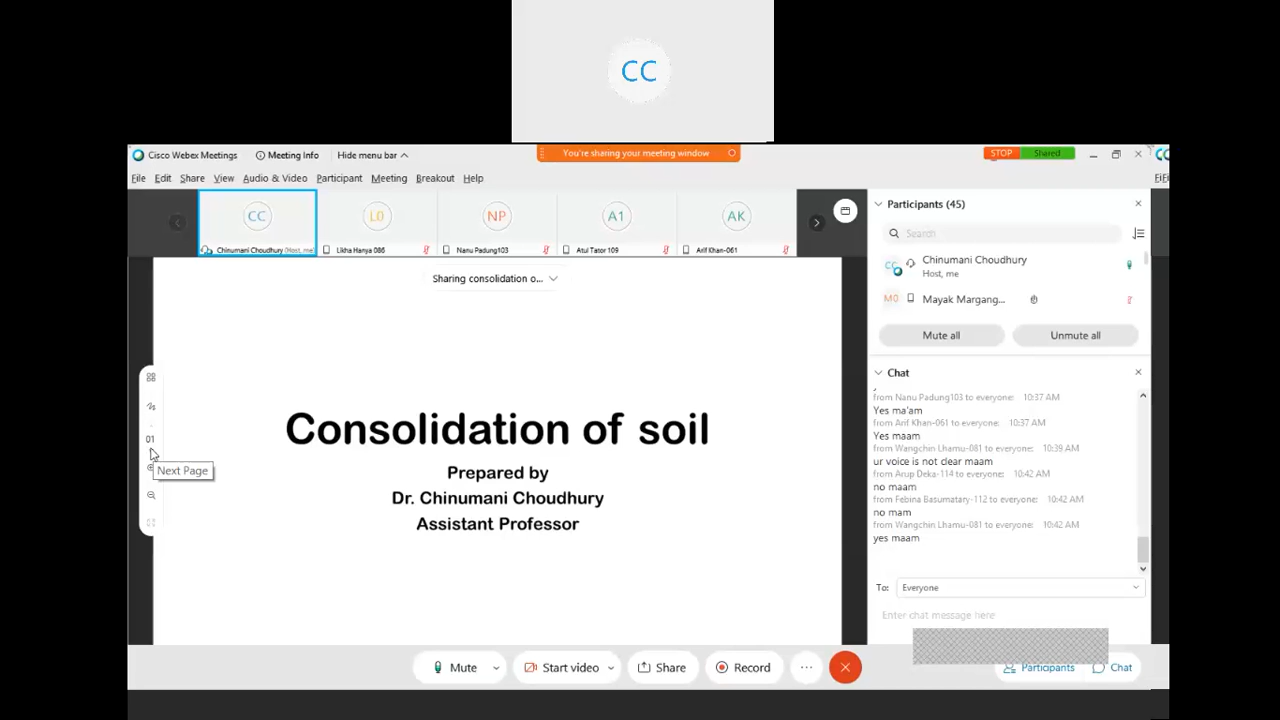 CC
Cisco Webex Meetings
Meeting Info
Hide menu bar
You're sharing your meeting window
STOP
Shared
File Edit Share View Audio & Video Participant Meeting Breakout Help
CC
L0
NP
A1
AK
Chinumani Choudhury (Host, me)
Likha Hanya 086
Nanu Padung103
Atul Tator 109
Arif Khan-061
Sharing consolidation o...
Consolidation of soil
Prepared by
Dr. Chinumani Choudhury
Assistant Professor
01
Next Page
Participants (45)
Search
CC
Chinumani Choudhury
Host, me
M0
Mayak Margang...
Mute all
Unmute all
Chat
from Nanu Padung103 to everyone: 10:37 AM
Yes ma'am
from Arif Khan-061 to everyone: 10:37 AM
Yes maam
from Wangchin Lhamu-081 to everyone: 10:39 AM
ur voice is not clear maam
from Arup Deka-114 to everyone: 10:42 AM
no maam
from Febina Basumatary-112 to everyone: 10:42 AM
no mam
from Wangchin Lhamu-081 to everyone: 10:42 AM
yes maam
To: Everyone
Enter chat message here
Mute
Start video
Share
Record
Participants
Chat